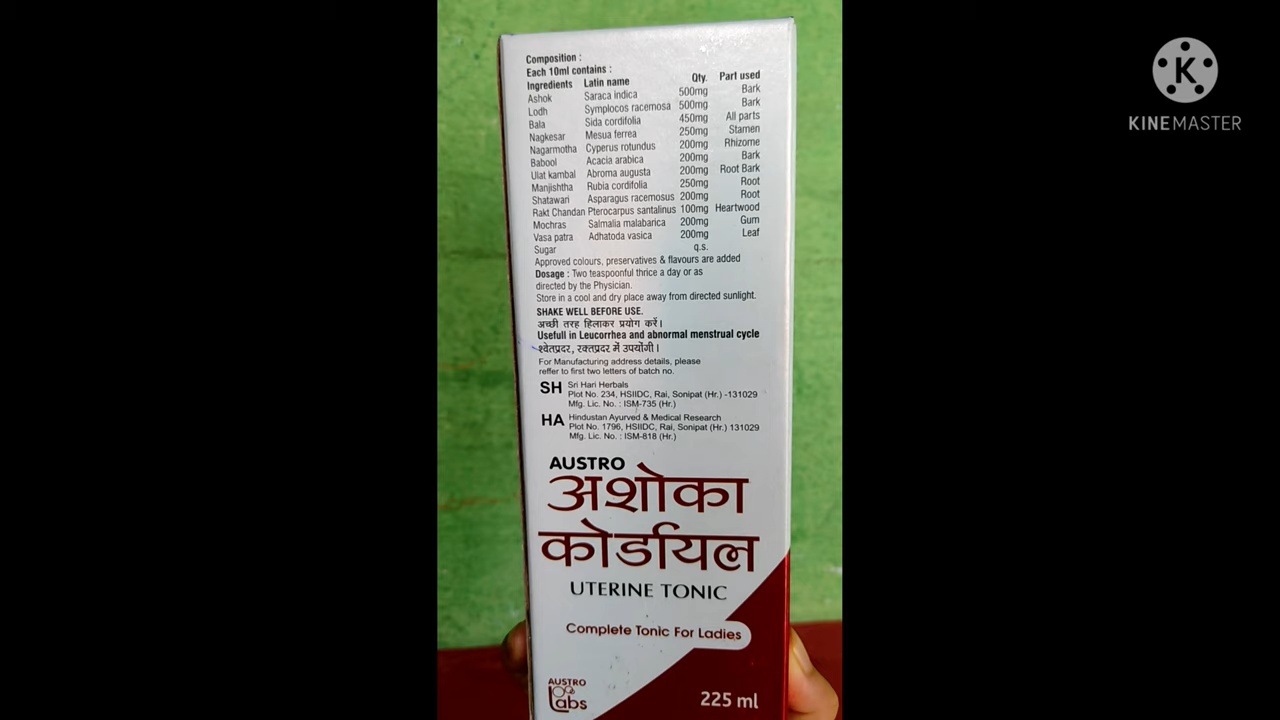 Composition :
Each 10ml contains :
Ingredients Latin name Qty. Part used
Ashok Saraca indica 500mg Bark
Lodh Symplocos racemosa 500mg Bark
Bala Sida cordifolia 450mg All parts
Nagkesar Mesua ferrea 250mg Stamen
Nagarmotha Cyperus rotundus 200mg Rhizome
Babool Acacia arabica 200mg Bark
Ulat kambal Abroma augusta 200mg Root Bark
Manjishtha Rubia cordifolia 250mg Root
Shatawari Asparagus racemosus 200mg Root
Rakt Chandan Pterocarpus santalinus 100mg Heartwood
Mochras Salmalia malabarica 200mg Gum
Vasa patra Adhatoda vasica 200mg Leaf
Sugar q.s.
Approved colours, preservatives & flavours are added
Dosage : Two teaspoonful thrice a day or as
directed by the Physician.
Store in a cool and dry place away from directed sunlight.
SHAKE WELL BEFORE USE.
अच्छी तरह हिलाकर प्रयोग करें।
Usefull in Leucorrhea and abnormal menstrual cycle
श्वेतप्रदर, रक्तप्रदर में उपयोगी।
For Manufacturing address details, please
reffer to first two letters of batch no.
SH Sri Hari Herbals
Plot No. 234, HSIIDC, Rai, Sonipat (Hr.) -131029
Mfg. Lic. No. : ISM-735 (Hr.)
HA Hindustan Ayurved & Medical Research
Plot No. 1796, HSIIDC, Rai, Sonipat (Hr.) 131029
Mfg. Lic. No. : ISM-818 (Hr.)
AUSTRO
अशोका
कोर्डायल
UTERINE TONIC
Complete Tonic For Ladies
AUSTRO
Labs
225 ml
K
KINEMASTER